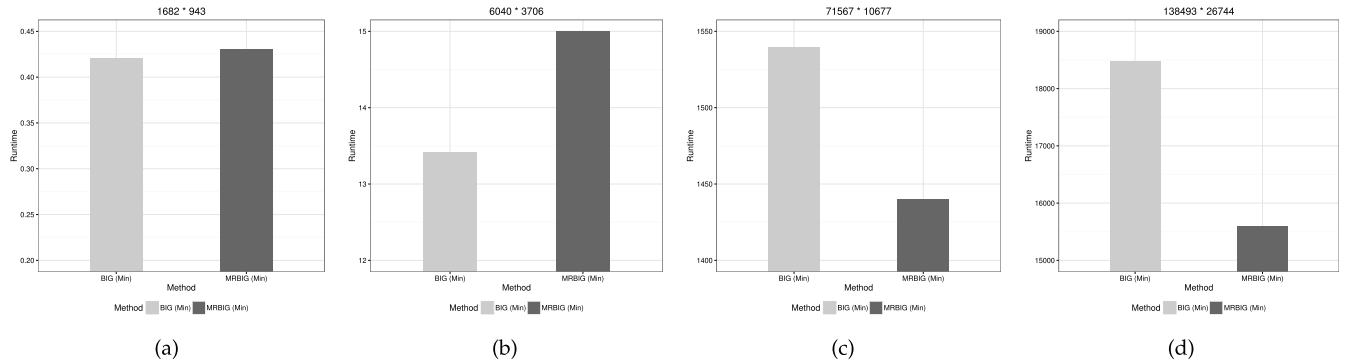 1682 * 943
0.45
0.40
0.35
0.30
0.25
0.20
Runtime
BIG (Min)
MRBIG (Min)
Method
Method BIG (Min) MRBIG (Min)
(a)
6040 * 3706
15
14
13
12
Runtime
BIG (Min)
MRBIG (Min)
Method
Method BIG (Min) MRBIG (Min)
(b)
71567 * 10677
1550
1500
1450
1400
Runtime
BIG (Min)
MRBIG (Min)
Method
Method BIG (Min) MRBIG (Min)
(c)
138493 * 26744
19000
18000
17000
16000
15000
Runtime
BIG (Min)
MRBIG (Min)
Method
Method BIG (Min) MRBIG (Min)
(d)